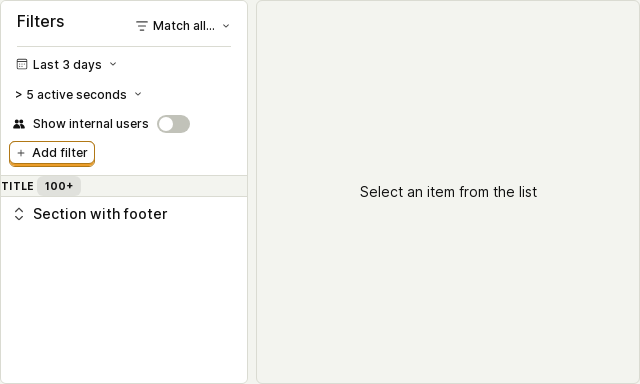 Filters
Match all...
Last 3 days
> 5 active seconds
Show internal users
Add filter
TITLE 100+
Section with footer
Select an item from the list